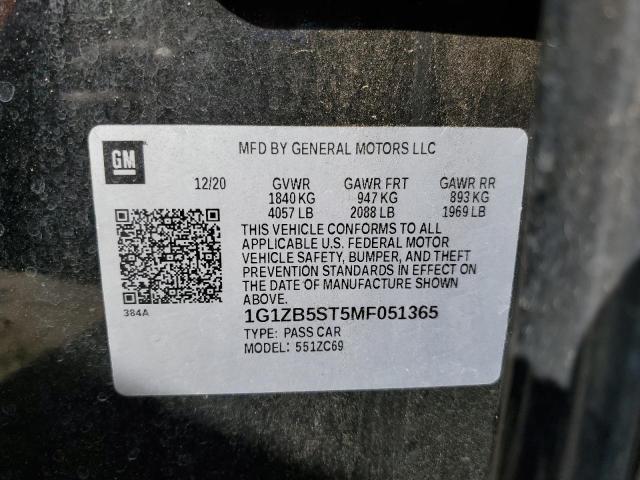 GM
MFD BY GENERAL MOTORS LLC
12/20 GVWR GAWR FRT GAWR RR
1840 KG 947 KG 893 KG
4057 LB 2088 LB 1969 LB
THIS VEHICLE CONFORMS TO ALL
APPLICABLE U.S. FEDERAL MOTOR
VEHICLE SAFETY, BUMPER, AND THEFT
PREVENTION STANDARDS IN EFFECT ON
THE DATE OF MANUFACTURE SHOWN
ABOVE.
384A
1G1ZB5ST5MF051365
TYPE: PASS CAR
MODEL: 551ZC69